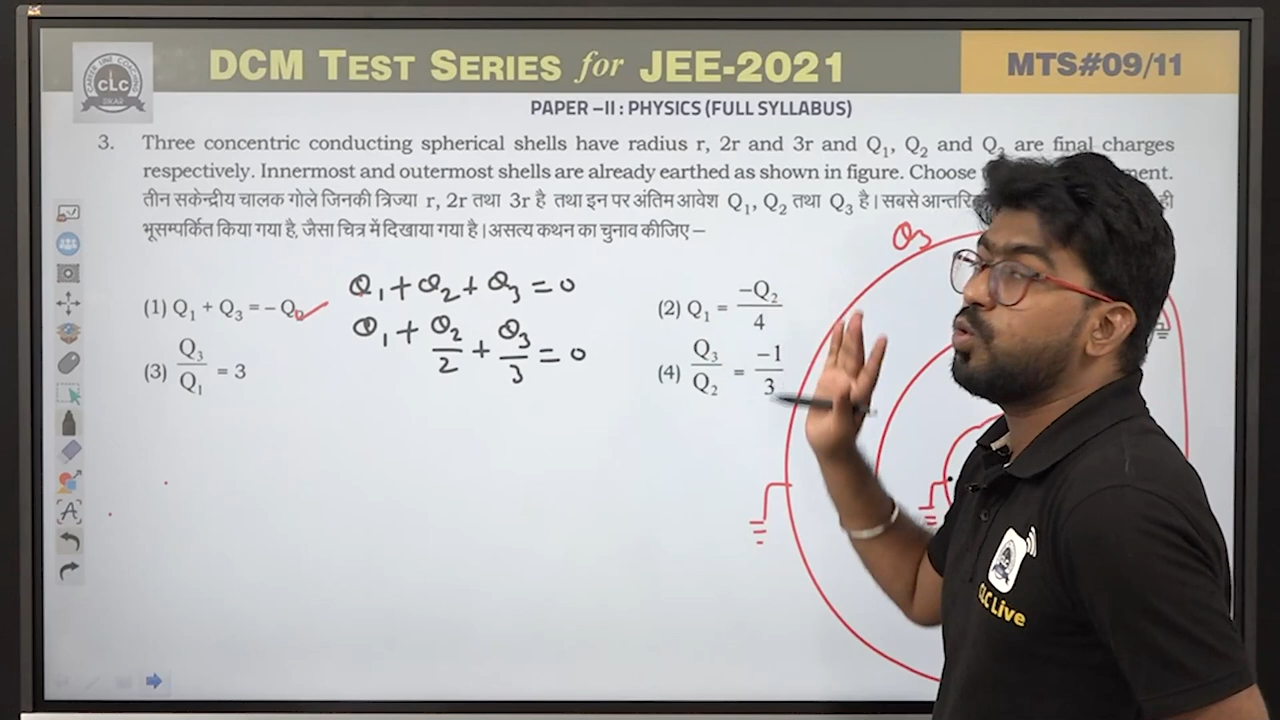 DCM TEST SERIES for JEE-2021
MTS#09/11
CAREER LINE COACHING
CLC
SIKAR
PAPER –II : PHYSICS (FULL SYLLABUS)
3. Three concentric conducting spherical shells have radius r, 2r and 3r and Q₁, Q₂ and Q₃ are final charges
respectively. Innermost and outermost shells are already earthed as shown in figure. Choose
तीन सकेन्द्रीय चालक गोले जिनकी त्रिज्या r, 2r तथा 3r है तथा इन पर अंतिम आवेश Q₁, Q₂ तथा Q₃ है। सबसे
भूसम्पर्कित किया गया है, जैसा चित्र में दिखाया गया है। असत्य कथन का चुनाव कीजिए –
Q₃
Q₁+Q₂+Q₃=0
(1) Q₁ + Q₃ = – Q
(2) Q₁ = –Q₂/4
Q₁+Q₂/2+Q₃/3=0
(3) Q₃/Q₁ = 3
(4) Q₃/Q₂ = –1/3
A
CLC Live